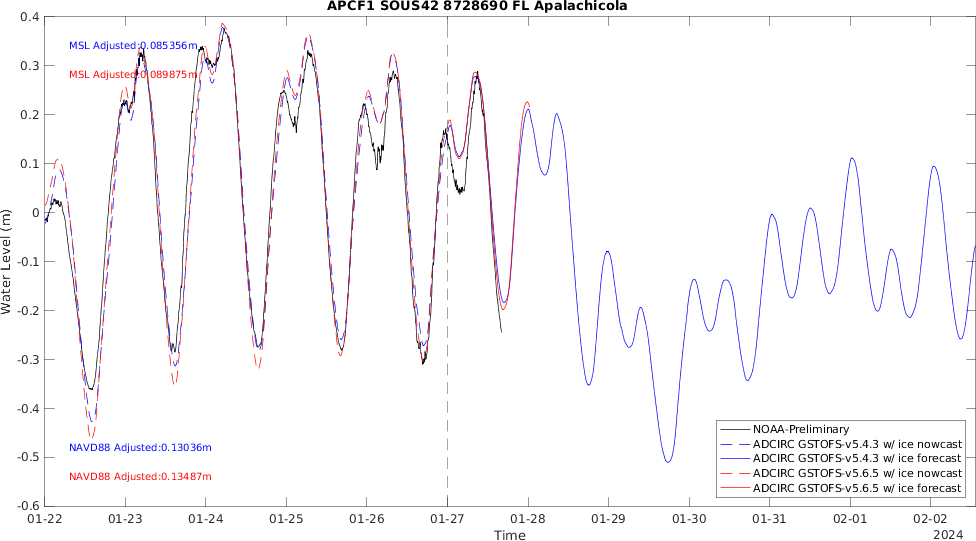 APCF1 SOUS42 8728690 FL Apalachicola
0.4
MSL Adjusted:0.085356m
MSL Adjusted:0.089875m
0.3
0.2
0.1
0
-0.1
-0.2
-0.3
-0.4
-0.5
-0.6
Water Level (m)
NAVD88 Adjusted:0.13036m
NAVD88 Adjusted:0.13487m
NOAA-Preliminary
ADCIRC GSTOFS-v5.4.3 w/ ice nowcast
ADCIRC GSTOFS-v5.4.3 w/ ice forecast
ADCIRC GSTOFS-v5.6.5 w/ ice nowcast
ADCIRC GSTOFS-v5.6.5 w/ ice forecast
01-22 01-23 01-24 01-25 01-26 01-27 01-28 01-29 01-30 01-31 02-01 02-02
2024
Time